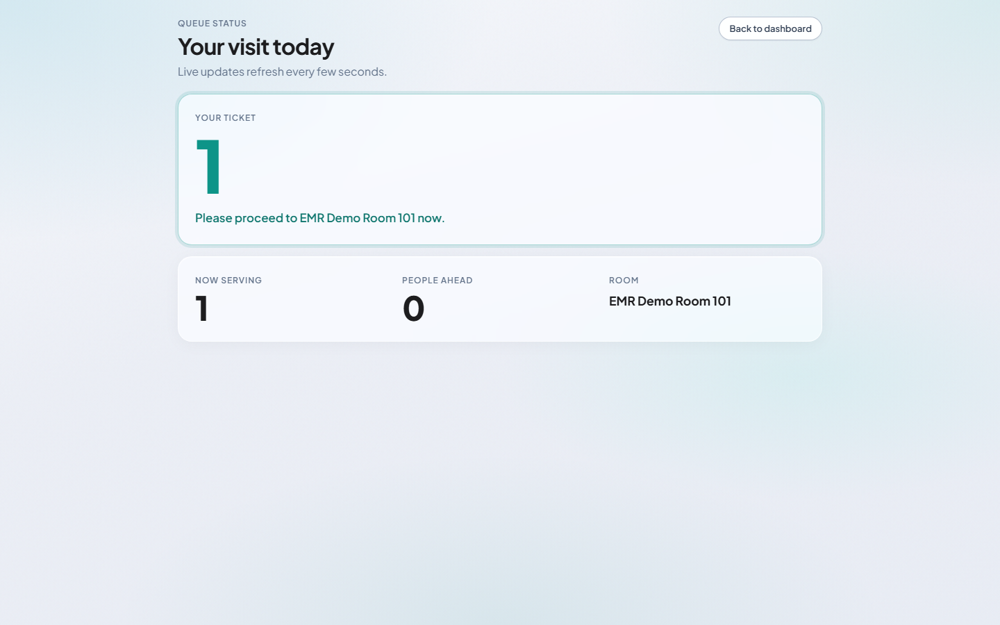 QUEUE STATUS
Your visit today
Live updates refresh every few seconds.
Back to dashboard
YOUR TICKET
1
Please proceed to EMR Demo Room 101 now.
NOW SERVING
1
PEOPLE AHEAD
0
ROOM
EMR Demo Room 101